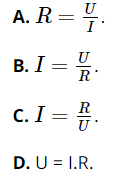 A. R = U/I.
B. I = U/R.
C. I = R/U.
D. U = I.R.